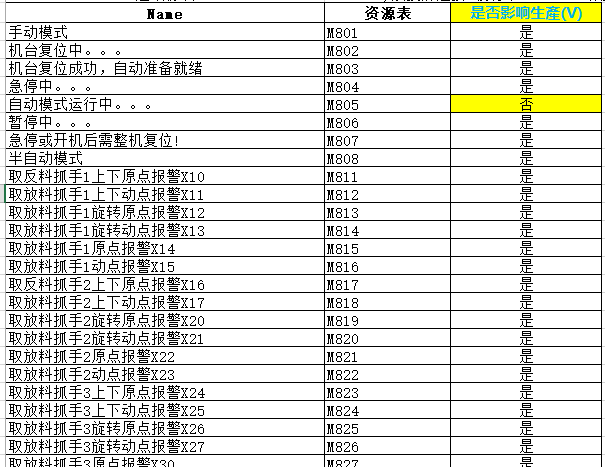 Name 资源表 是否影响生產(V)
手动模式 M801 是
机台复位中。。。 M802 是
机台复位成功，自动准备就绪 M803 是
急停中。。。 M804 是
自动模式运行中。。。 M805 否
暂停中。。。 M806 是
急停或开机后需整机复位! M807 是
半自动模式 M808 是
取反料抓手1上下原点报警X10 M811 是
取放料抓手1上下动点报警X11 M812 是
取放料抓手1旋转原点报警X12 M813 是
取放料抓手1旋转动点报警X13 M814 是
取放料抓手1原点报警X14 M815 是
取放料抓手1动点报警X15 M816 是
取反料抓手2上下原点报警X16 M817 是
取放料抓手2上下动点报警X17 M818 是
取放料抓手2旋转原点报警X20 M819 是
取放料抓手2旋转动点报警X21 M820 是
取放料抓手2原点报警X22 M821 是
取放料抓手2动点报警X23 M822 是
取放料抓手3上下原点报警X24 M823 是
取放料抓手3上下动点报警X25 M824 是
取放料抓手3旋转原点报警X26 M825 是
取放料抓手3旋转动点报警X27 M826 是
取放料抓手3原点报警X30 M827 是